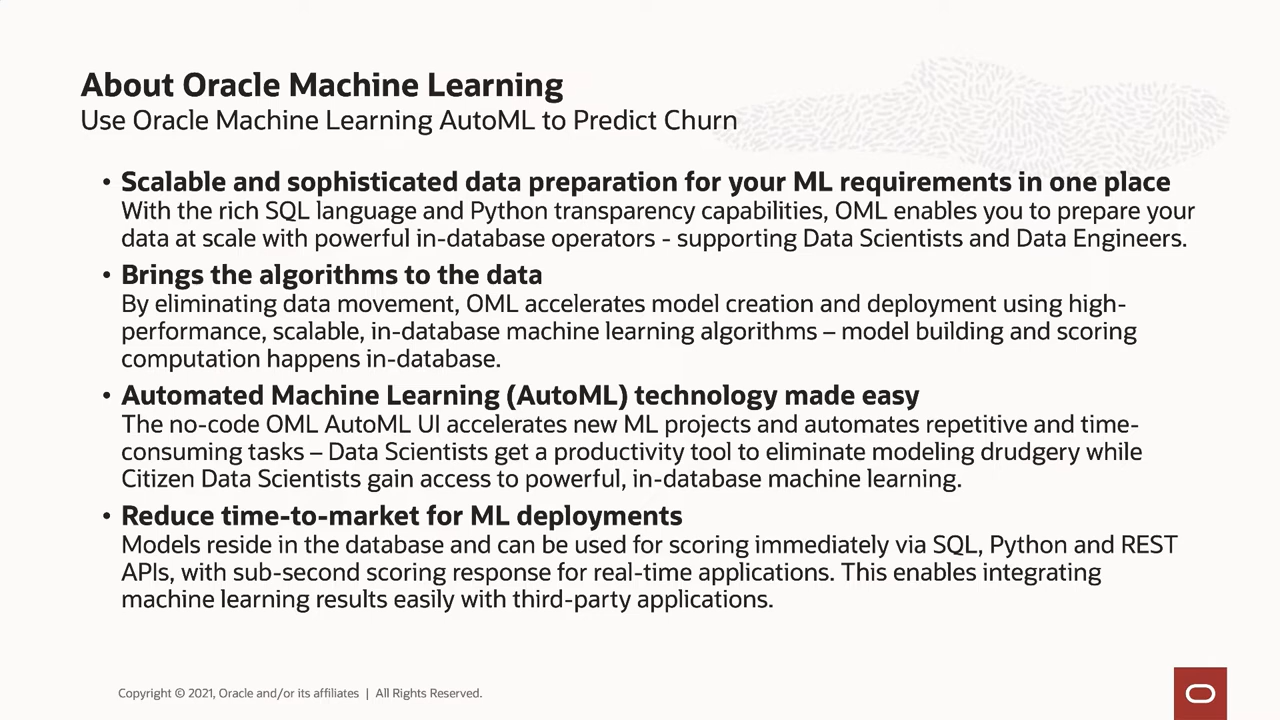 About Oracle Machine Learning
Use Oracle Machine Learning AutoML to Predict Churn
• Scalable and sophisticated data preparation for your ML requirements in one place
With the rich SQL language and Python transparency capabilities, OML enables you to prepare your
data at scale with powerful in-database operators - supporting Data Scientists and Data Engineers.
• Brings the algorithms to the data
By eliminating data movement, OML accelerates model creation and deployment using high-
performance, scalable, in-database machine learning algorithms – model building and scoring
computation happens in-database.
• Automated Machine Learning (AutoML) technology made easy
The no-code OML AutoML UI accelerates new ML projects and automates repetitive and time-
consuming tasks – Data Scientists get a productivity tool to eliminate modeling drudgery while
Citizen Data Scientists gain access to powerful, in-database machine learning.
• Reduce time-to-market for ML deployments
Models reside in the database and can be used for scoring immediately via SQL, Python and REST
APIs, with sub-second scoring response for real-time applications. This enables integrating
machine learning results easily with third-party applications.
Copyright © 2021, Oracle and/or its affiliates | All Rights Reserved.